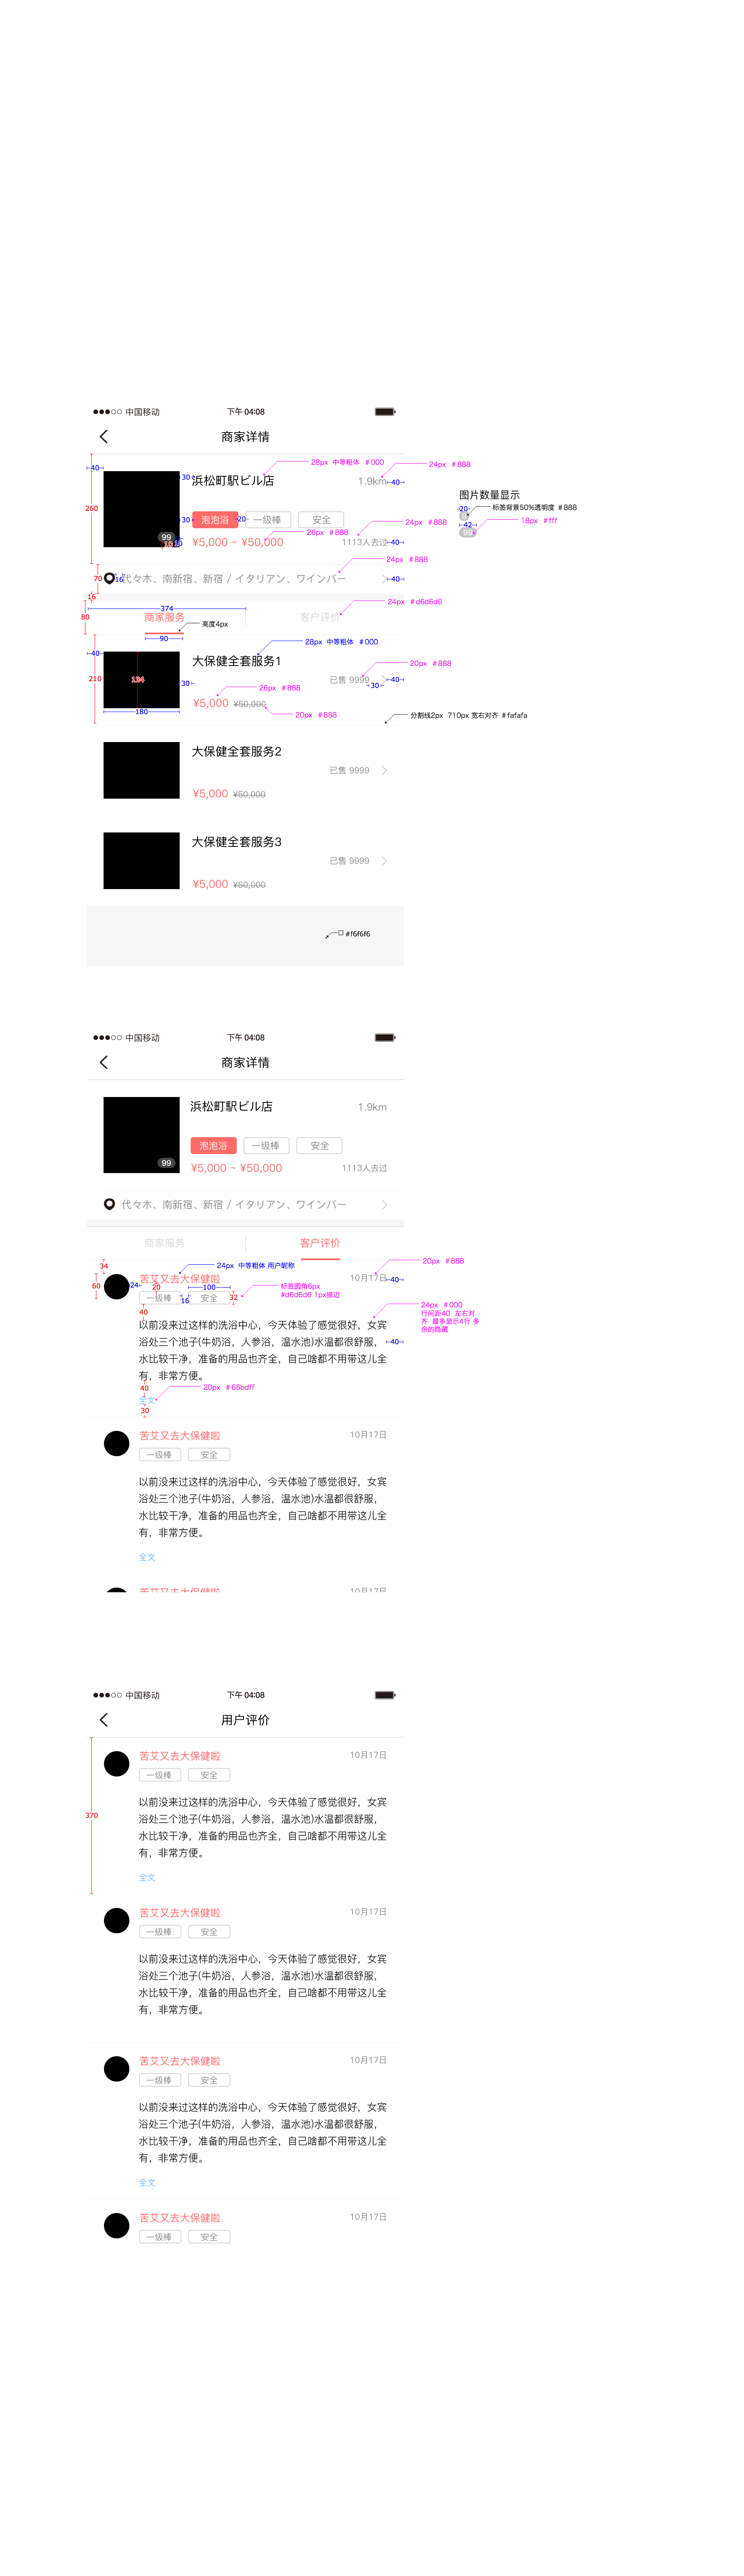 中国移动 下午 04:08
商家详情
28px 中等粗体 #000
24px #888
40
30
浜松町駅ビル店
1.9km
40
260
图片数量显示
20
标签背景50%透明度 #888
42
18px #fff
99
30
泡泡浴
20
一级棒
安全
24px #888
26px #888
99
¥5,000 ~ ¥50,000
1113人去过
40
24px #888
70
16
代々木、南新宿、新宿 / イタリアン、ワインバー
40
16
24px #d6d6d6
374
80
商家服务
客户评价
高度4px
90
28px 中等粗体 #000
40
大保健全套服务1
20px #888
210
134
30
已售 9999
40
30
26px #888
¥5,000 ¥50,000
180
20px #888
分割线2px 710px 宽右对齐 #fafafa
大保健全套服务2
已售 9999
¥5,000 ¥50,000
大保健全套服务3
已售 9999
¥5,000 ¥50,000
#f6f6f6
中国移动 下午 04:08
商家详情
浜松町駅ビル店
1.9km
泡泡浴
一级棒
安全
99
¥5,000 ~ ¥50,000
1113人去过
代々木、南新宿、新宿 / イタリアン、ワインバー
商家服务
客户评价
34
24px 中等粗体 用户昵称
20px #888
苦艾又去大保健啦
10月17日
40
60
24
20
100
标签圆角6px
#d6d6d6 1px描边
一级棒
16
安全
32
24px #000
行间距40 左右对
齐 最多显示4行 多
余的隐藏
40
以前没来过这样的洗浴中心，今天体验了感觉很好，女宾
浴处三个池子(牛奶浴，人参浴，温水池)水温都很舒服，
40
水比较干净，准备的用品也齐全，自己啥都不用带这儿全
有，非常方便。
40
20px #68bdff
全文
30
苦艾又去大保健啦
10月17日
一级棒
安全
以前没来过这样的洗浴中心，今天体验了感觉很好，女宾
浴处三个池子(牛奶浴，人参浴，温水池)水温都很舒服，
水比较干净，准备的用品也齐全，自己啥都不用带这儿全
有，非常方便。
全文
苦艾又去大保健啦
10月17日
中国移动 下午 04:08
用户评价
苦艾又去大保健啦
10月17日
一级棒
安全
370
以前没来过这样的洗浴中心，今天体验了感觉很好，女宾
浴处三个池子(牛奶浴，人参浴，温水池)水温都很舒服，
水比较干净，准备的用品也齐全，自己啥都不用带这儿全
有，非常方便。
全文
苦艾又去大保健啦
10月17日
一级棒
安全
以前没来过这样的洗浴中心，今天体验了感觉很好，女宾
浴处三个池子(牛奶浴，人参浴，温水池)水温都很舒服，
水比较干净，准备的用品也齐全，自己啥都不用带这儿全
有，非常方便。
苦艾又去大保健啦
10月17日
一级棒
安全
以前没来过这样的洗浴中心，今天体验了感觉很好，女宾
浴处三个池子(牛奶浴，人参浴，温水池)水温都很舒服，
水比较干净，准备的用品也齐全，自己啥都不用带这儿全
有，非常方便。
全文
苦艾又去大保健啦
10月17日
一级棒
安全